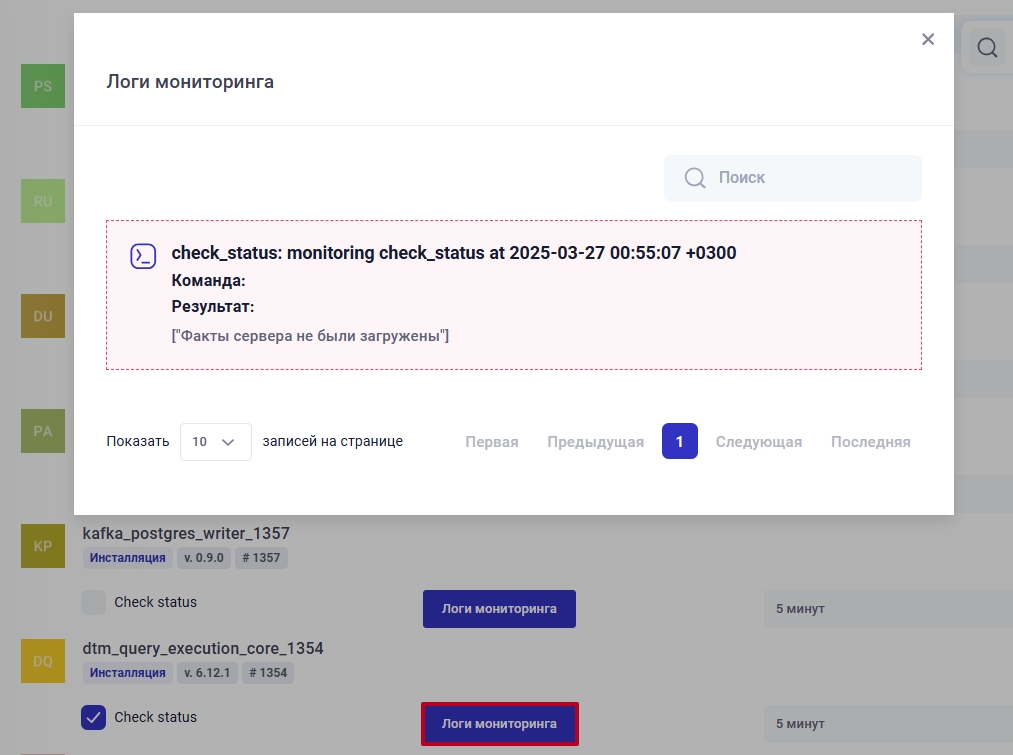 Логи мониторинга
PS
Поиск
RU
check_status: monitoring check_status at 2025-03-27 00:55:07 +0300
Команда:
Результат:
["Факты сервера не были загружены"]
DU
PA
Показать 10 записей на странице Первая Предыдущая 1 Следующая Последняя
kafka_postgres_writer_1357
KP
Инсталляция v. 0.9.0 # 1357
Check status Логи мониторинга 5 минут
dtm_query_execution_core_1354
DQ
Инсталляция v. 6.12.1 # 1354
Check status Логи мониторинга 5 минут